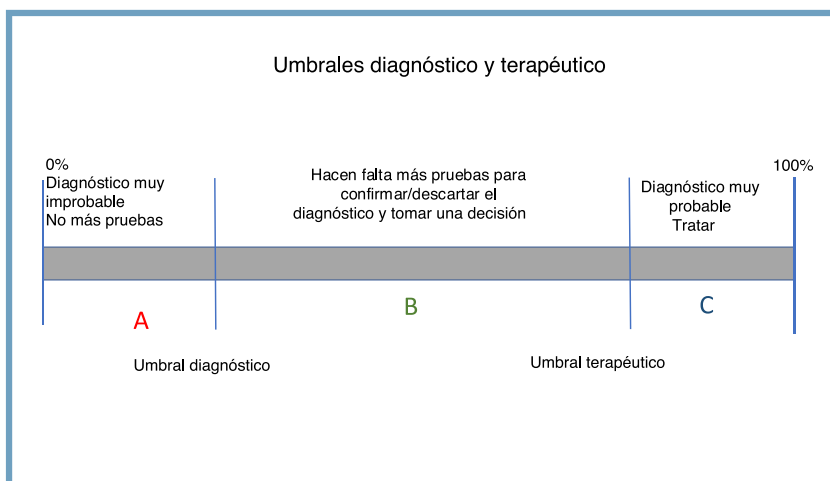 Umbrales diagnóstico y terapéutico
0%
Diagnóstico muy
improbable
No más pruebas
Hacen falta más pruebas para
confirmar/descartar el
diagnóstico y tomar una decisión
100%
Diagnóstico muy
probable
Tratar
A
B
C
Umbral diagnóstico
Umbral terapéutico